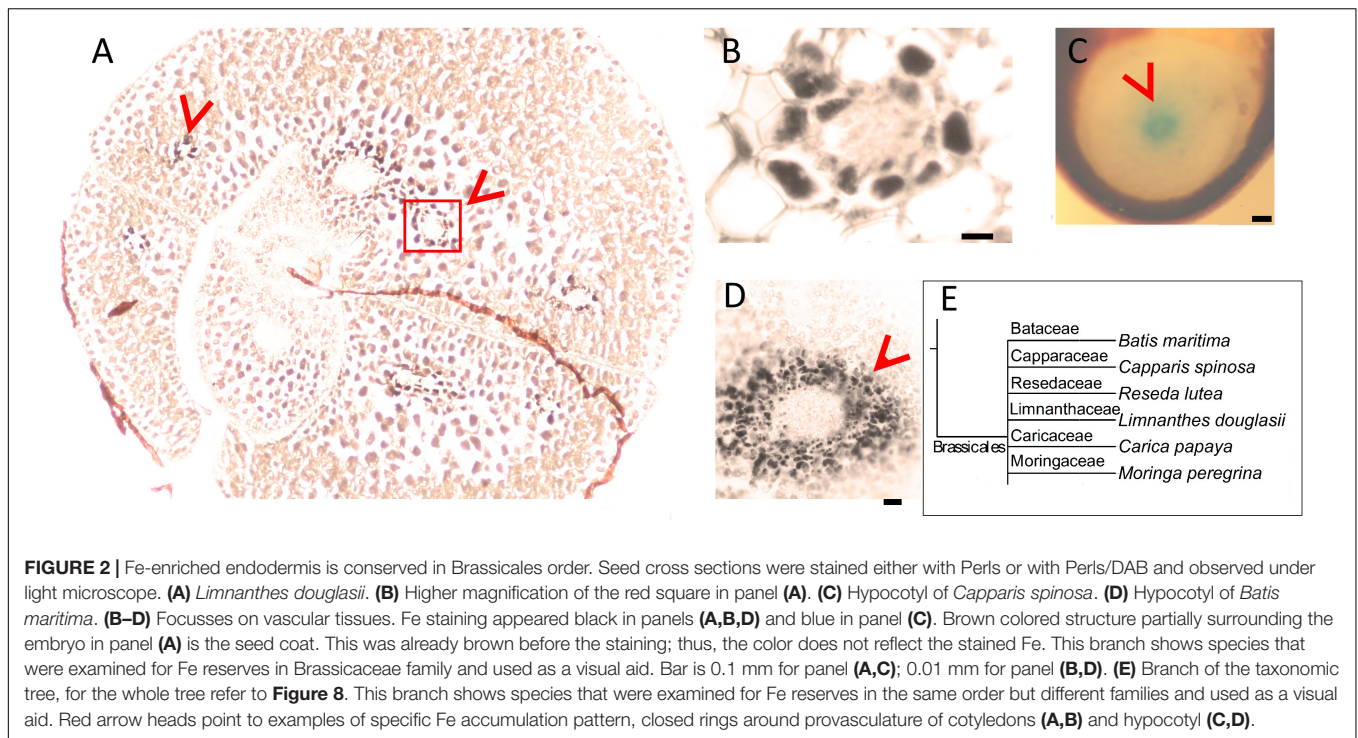 A
B
C
D
E
Bataceae
Batis maritima
Capparaceae
Capparis spinosa
Resedaceae
Reseda lutea
Limnanthaceae
Limnanthes douglasii
Caricaceae
Brassicales
Carica papaya
Moringaceae
Moringa peregrina
FIGURE 2 | Fe-enriched endodermis is conserved in Brassicales order. Seed cross sections were stained either with Perls or with Perls/DAB and observed under
light microscope. (A) Limnanthes douglasii. (B) Higher magnification of the red square in panel (A). (C) Hypocotyl of Capparis spinosa. (D) Hypocotyl of Batis
maritima. (B–D) Focusses on vascular tissues. Fe staining appeared black in panels (A,B,D) and blue in panel (C). Brown colored structure partially surrounding the
embryo in panel (A) is the seed coat. This was already brown before the staining; thus, the color does not reflect the stained Fe. This branch shows species that
were examined for Fe reserves in Brassicaceae family and used as a visual aid. Bar is 0.1 mm for panel (A,C); 0.01 mm for panel (B,D). (E) Branch of the taxonomic
tree, for the whole tree refer to Figure 8. This branch shows species that were examined for Fe reserves in the same order but different families and used as a visual
aid. Red arrow heads point to examples of specific Fe accumulation pattern, closed rings around provasculature of cotyledons (A,B) and hypocotyl (C,D).